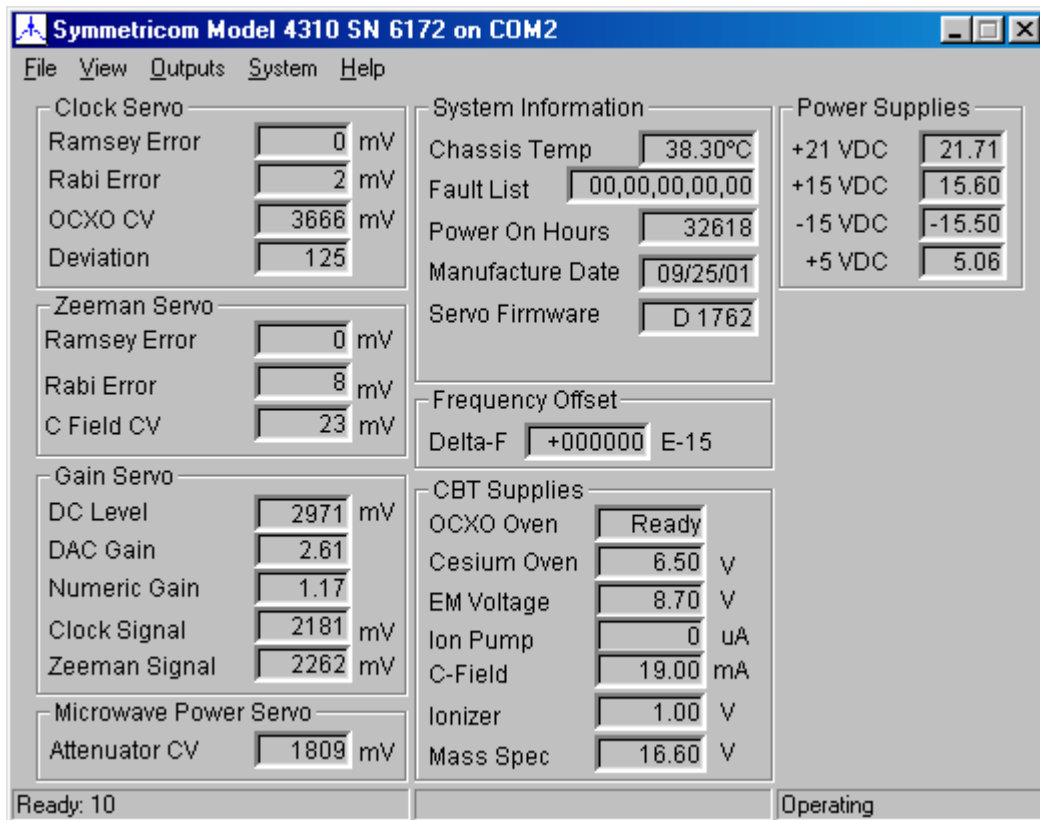 Symmetricom Model 4310 SN 6172 on COM2
File View Outputs System Help
Clock Servo
Ramsey Error 0 mV
Rabi Error 2 mV
OCXO CV 3666 mV
Deviation 125
Zeeman Servo
Ramsey Error 0 mV
Rabi Error 8 mV
C Field CV 23 mV
Gain Servo
DC Level 2971 mV
DAC Gain 2.61
Numeric Gain 1.17
Clock Signal 2181 mV
Zeeman Signal 2262 mV
Microwave Power Servo
Attenuator CV 1809 mV
System Information
Chassis Temp 38.30°C
Fault List 00,00,00,00,00
Power On Hours 32618
Manufacture Date 09/25/01
Servo Firmware D 1762
Frequency Offset
Delta-F +000000 E-15
CBT Supplies
OCXO Oven Ready
Cesium Oven 6.50 V
EM Voltage 8.70 V
Ion Pump 0 uA
C-Field 19.00 mA
Ionizer 1.00 V
Mass Spec 16.60 V
Power Supplies
+21 VDC 21.71
+15 VDC 15.60
-15 VDC -15.50
+5 VDC 5.06
Ready: 10
Operating